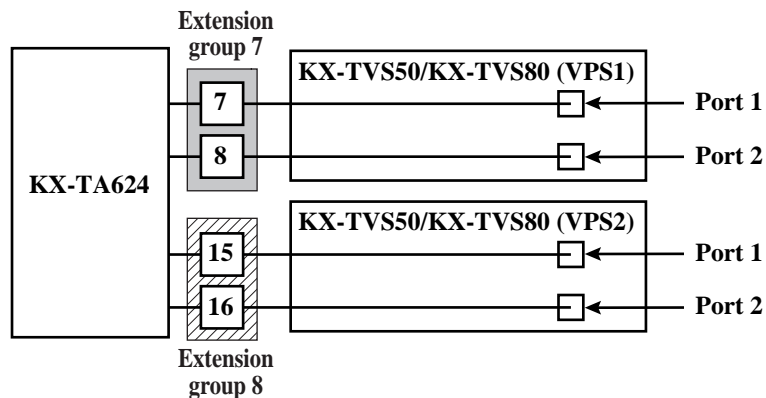 Extension
group 7
KX-TA624
7
8
KX-TVS50/KX-TVS80 (VPS1)
Port 1
Port 2
15
16
KX-TVS50/KX-TVS80 (VPS2)
Port 1
Port 2
Extension
group 8